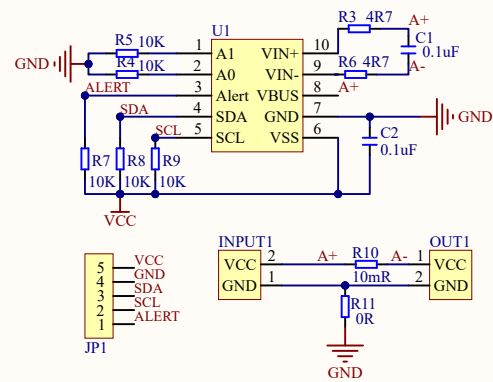 U1
R3 4R7 A+
R5 10K 1 A1 VIN+ 10 C1
GND R4 10K 2 A0 VIN- 9 R6 4R7 A- 0.1uF
ALERT 3 Alert VBUS 8 A+
SDA 4 SDA GND 7 GND
SCL 5 SCL VSS 6 C2
0.1uF
R7 R8 R9
10K 10K 10K
VCC
INPUT1 OUT1
VCC 2 A+ R10 A- 1 VCC
GND 1 10mR 2 GND
R11
0R
GND
5 VCC
4 GND
3 SDA
2 SCL
1 ALERT
JP1